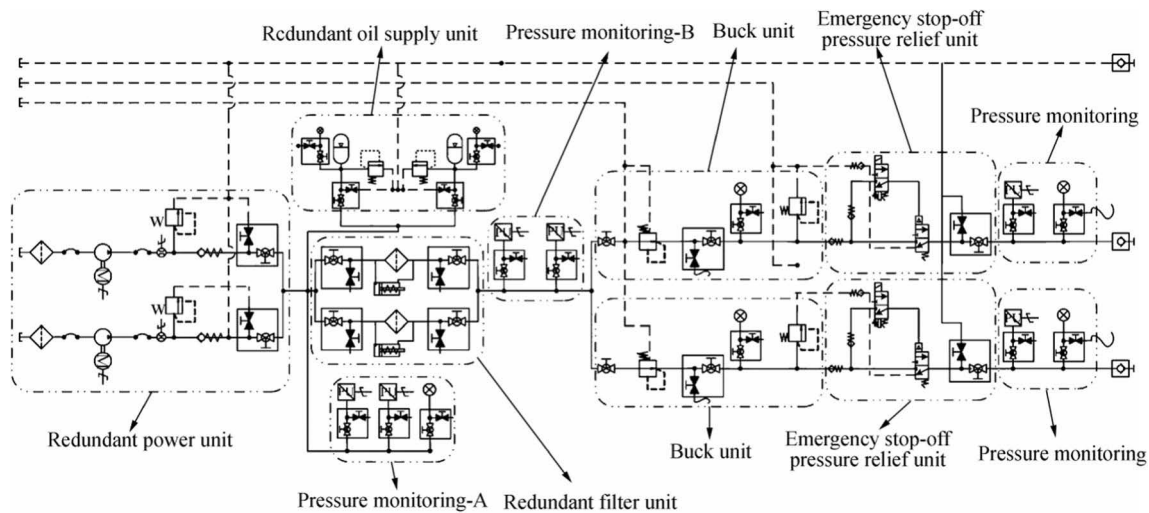 Redundant oil supply unit
Pressure monitoring-B
Buck unit
Emergency stop-off
pressure relief unit
Pressure monitoring
W
W
Redundant power unit
Pressure monitoring-A
Redundant filter unit
Buck unit
Emergency stop-off
pressure relief unit
Pressure monitoring